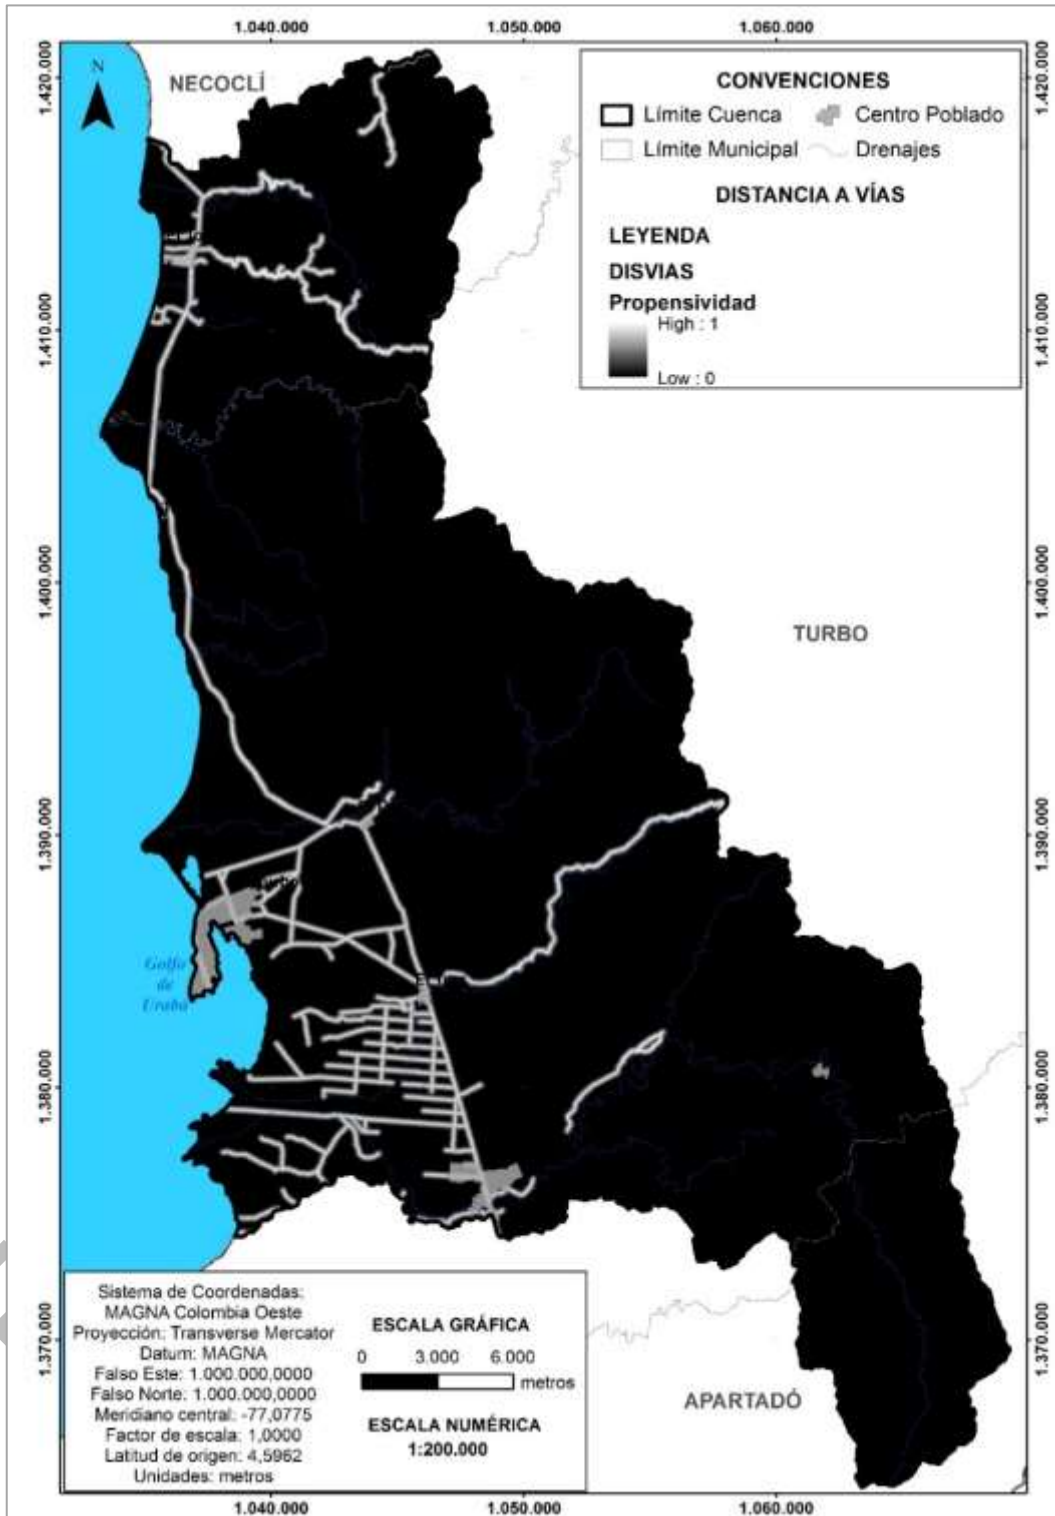 1.040.000 1.050.000 1.060.000
1.420.000
1.410.000
1.400.000
1.390.000
1.380.000
1.370.000
N
NECOCLÍ
CONVENCIONES
Límite Cuenca
Centro Poblado
Límite Municipal
Drenajes
DISTANCIA A VÍAS
LEYENDA
DISVIAS
Propensividad
High : 1
Low : 0
1.420.000
1.410.000
1.400.000
1.390.000
1.380.000
1.370.000
TURBO
Golfo
de
Urabá
APARTADÓ
Sistema de Coordenadas:
MAGNA Colombia Oeste
Proyección: Transverse Mercator
Datum: MAGNA
Falso Este: 1.000.000,0000
Falso Norte: 1.000.000,0000
Meridiano central: -77,0775
Factor de escala: 1,0000
Latitud de origen: 4,5962
Unidades: metros
ESCALA GRÁFICA
0 3.000 6.000
metros
ESCALA NUMÉRICA
1:200.000
1.040.000 1.050.000 1.060.000